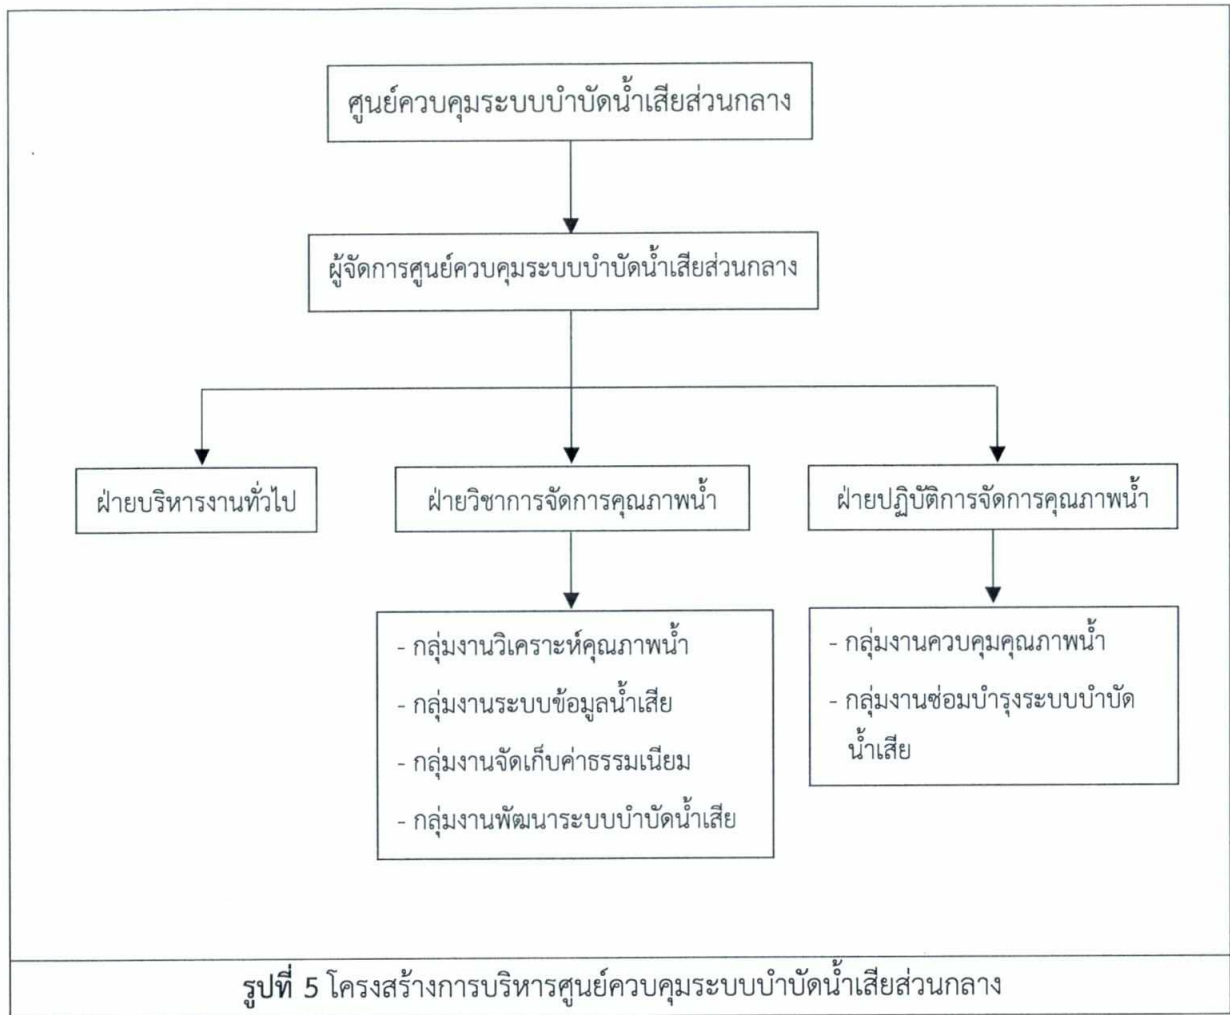 ศูนย์ควบคุมระบบบำบัดน้ำเสียส่วนกลาง
ผู้จัดการศูนย์ควบคุมระบบบำบัดน้ำเสียส่วนกลาง
ฝ่ายบริหารงานทั่วไป
ฝ่ายวิชาการจัดการคุณภาพน้ำ
ฝ่ายปฏิบัติการจัดการคุณภาพน้ำ
- กลุ่มงานวิเคราะห์คุณภาพน้ำ
- กลุ่มงานระบบข้อมูลน้ำเสีย
- กลุ่มงานจัดเก็บค่าธรรมเนียม
- กลุ่มงานพัฒนาระบบบำบัดน้ำเสีย
- กลุ่มงานควบคุมคุณภาพน้ำ
- กลุ่มงานซ่อมบำรุงระบบบำบัด
น้ำเสีย
รูปที่ 5 โครงสร้างการบริหารศูนย์ควบคุมระบบบำบัดน้ำเสียส่วนกลาง